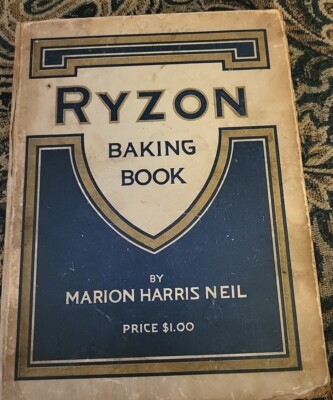 RYZON
BAKING
BOOK
BY
MARION HARRIS NEIL
PRICE $1.00